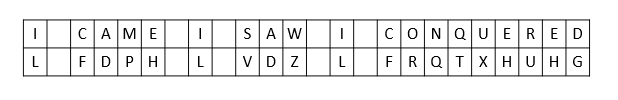 I CAME I SAW I CONQUERED
L FDPH L VDZ L FRQTXHUHG